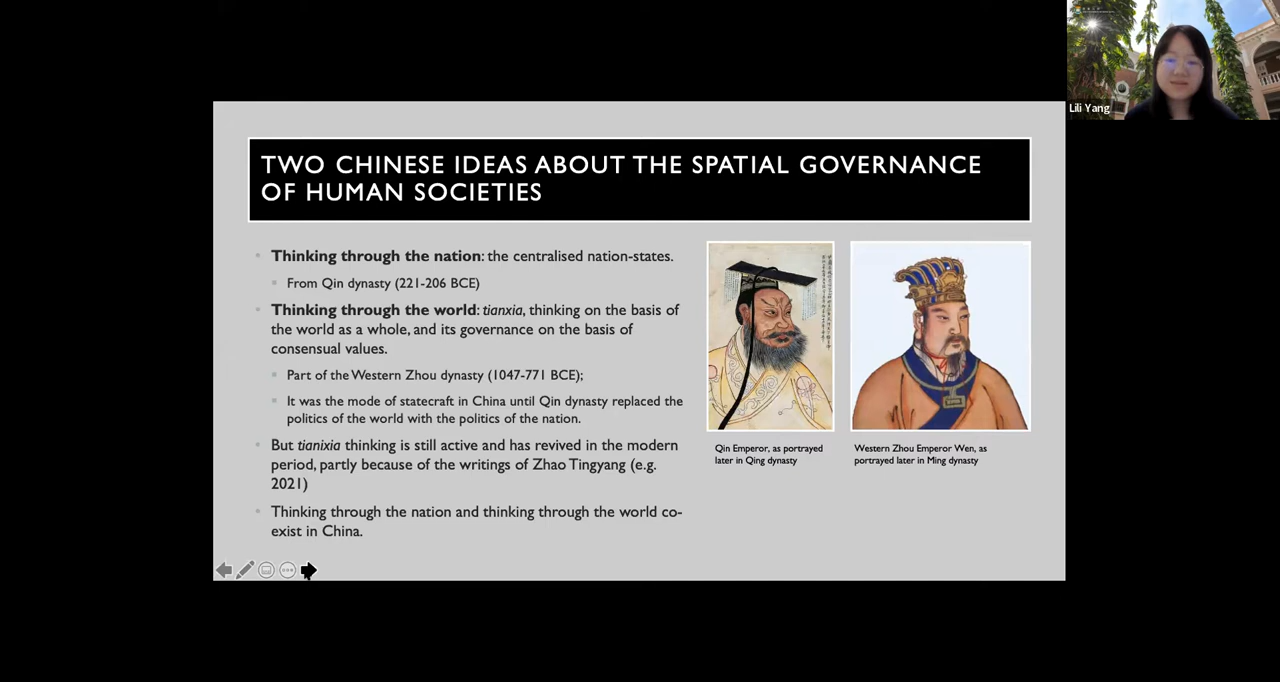 Lili Yang
TWO CHINESE IDEAS ABOUT THE SPATIAL GOVERNANCE
OF HUMAN SOCIETIES
Thinking through the nation: the centralised nation-states.
From Qin dynasty (221-206 BCE)
Thinking through the world: tianxia, thinking on the basis of
the world as a whole, and its governance on the basis of
consensual values.
Part of the Western Zhou dynasty (1047-771 BCE);
It was the mode of statecraft in China until Qin dynasty replaced the
politics of the world with the politics of the nation.
But tianixia thinking is still active and has revived in the modern
period, partly because of the writings of Zhao Tingyang (e.g.
2021)
Thinking through the nation and thinking through the world co-
exist in China.
Qin Emperor, as portrayed
later in Qing dynasty
Western Zhou Emperor Wen, as
portrayed later in Ming dynasty